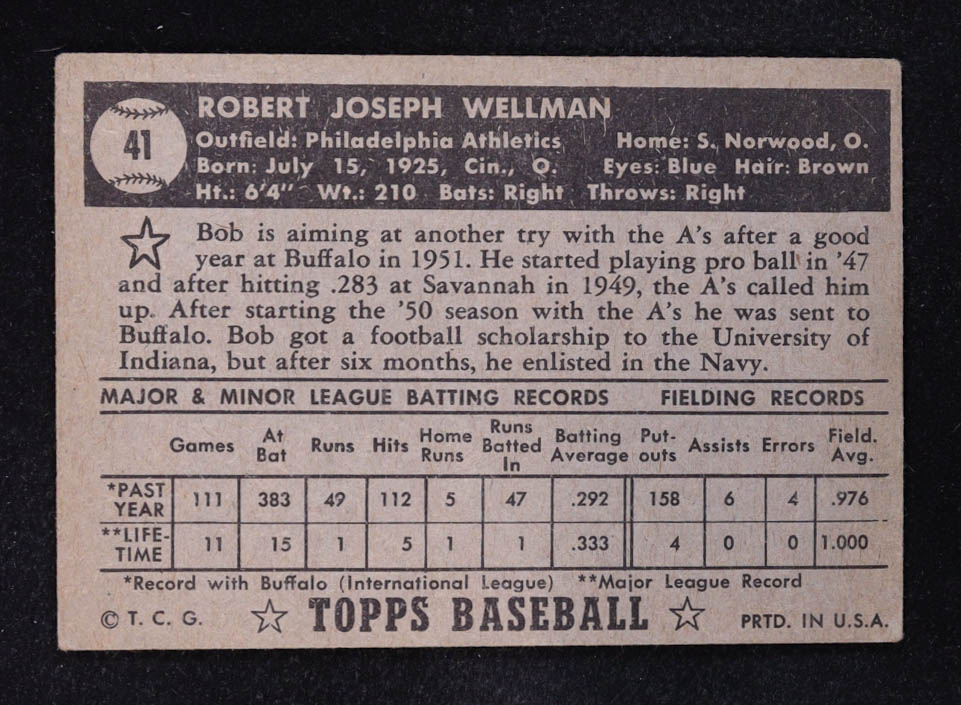 41
ROBERT JOSEPH WELLMAN
Outfield: Philadelphia Athletics Home: S. Norwood, O.
Born: July 15, 1925, Cin., O. Eyes: Blue Hair: Brown
Ht.: 6'4" Wt.: 210 Bats: Right Throws: Right
Bob is aiming at another try with the A's after a good
year at Buffalo in 1951. He started playing pro ball in '47
and after hitting .283 at Savannah in 1949, the A's called him
up. After starting the '50 season with the A's he was sent to
Buffalo. Bob got a football scholarship to the University of
Indiana, but after six months, he enlisted in the Navy.
MAJOR & MINOR LEAGUE BATTING RECORDS FIELDING RECORDS
Games At Bat Runs Hits Home Runs Runs Batted In Batting Average Put-outs Assists Errors Field. Avg.
*PAST YEAR 111 383 49 112 5 47 .292 158 6 4 .976
**LIFE-TIME 11 15 1 5 1 1 .333 4 0 0 1.000
*Record with Buffalo (International League) **Major League Record
© T. C. G. TOPPS BASEBALL PRTD. IN U.S.A.